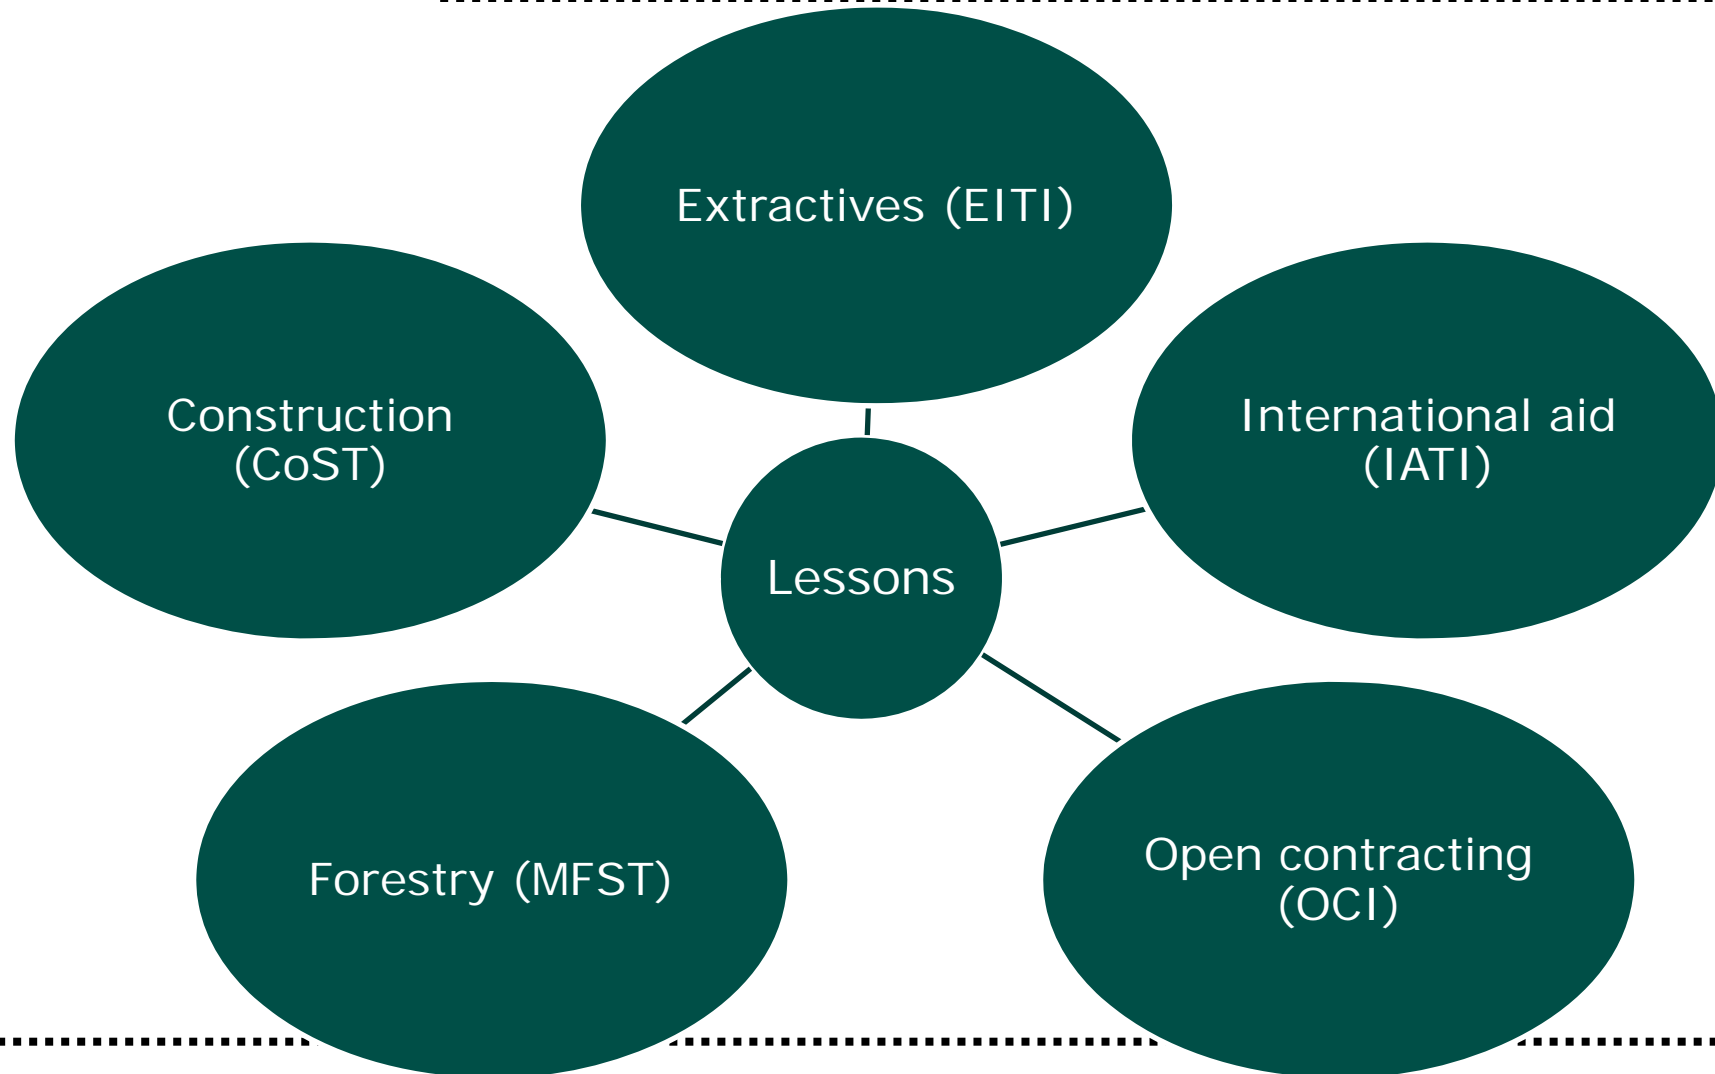 Extractives (EITI)
Construction
(CoST)
International aid
(IATI)
Lessons
Forestry (MFST)
Open contracting
(OCI)